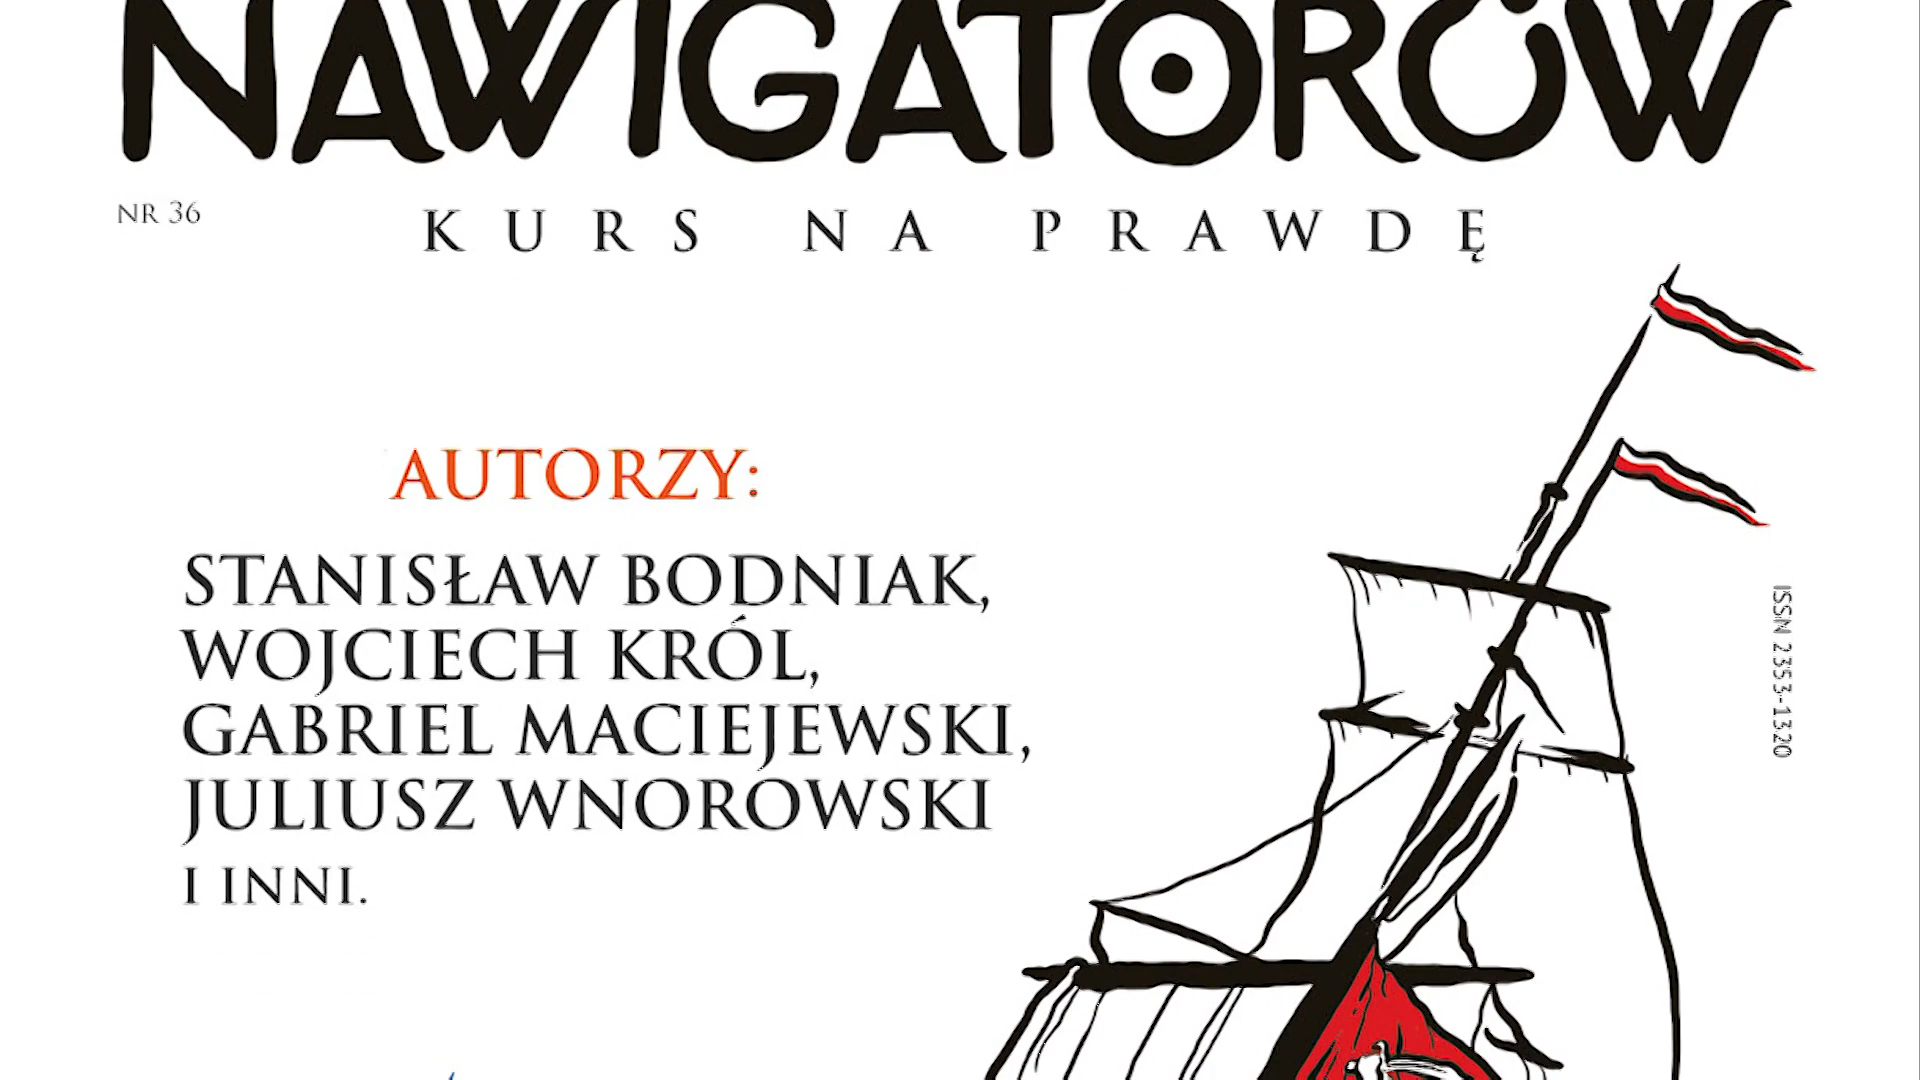 NAWIGATORÓW
NR 36
KURS NA PRAWDĘ
AUTORZY:
STANISŁAW BODNIAK,
WOJCIECH KRÓL,
GABRIEL MACIEJEWSKI,
JULIUSZ WNOROWSKI
I INNI.
ISSN 2353-1320